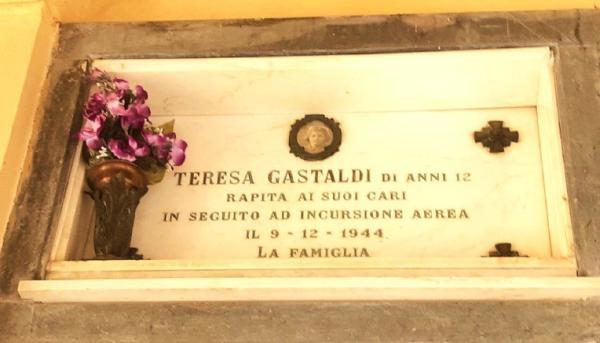 TERESA GASTALDI DI ANNI 12
RAPITA AI SUOI CARI
IN SEGUITO AD INCURSIONE AEREA
IL 9 - 12 - 1944
LA FAMIGLIA